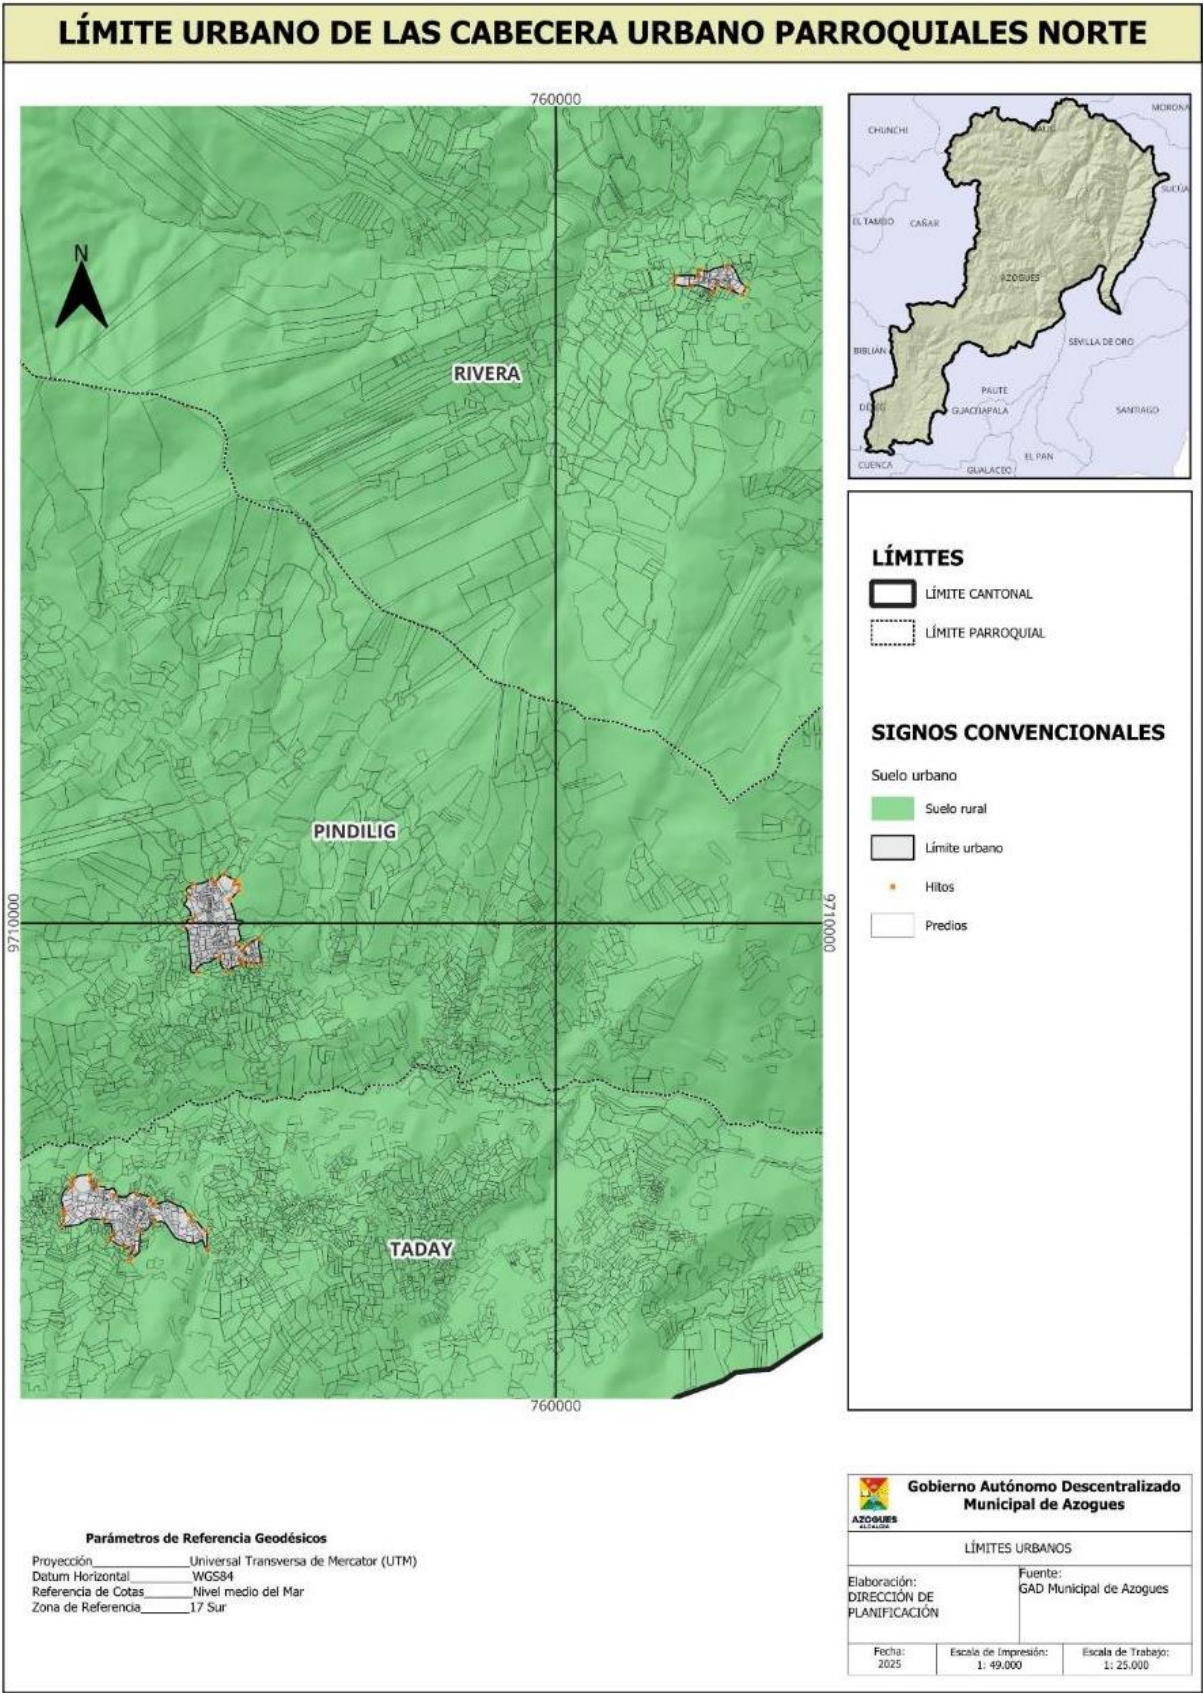 LÍMITE URBANO DE LAS CABECERA URBANO PARROQUIALES NORTE
760000
N
RIVERA
PINDILIG
9710000
9710000
TADAY
760000
MORONA
CHUNCHI
SUCÚA
EL TAMBO
CAÑAR
AZOGUES
SEVILLA DE ORO
BIBLIÁN
PAUTE
GUACHAPALA
SANTIAGO
EL PAN
CUENCA
GUALACEO
LÍMITES
LÍMITE CANTONAL
LÍMITE PARROQUIAL
SIGNOS CONVENCIONALES
Suelo urbano
Suelo rural
Límite urbano
Hitos
Predios
Parámetros de Referencia Geodésicos
Proyección Universal Transversa de Mercator (UTM)
Datum Horizontal WGS84
Referencia de Cotas Nivel medio del Mar
Zona de Referencia 17 Sur
AZOGUES
ALCALDÍA
Gobierno Autónomo Descentralizado
Municipal de Azogues
LÍMITES URBANOS
Elaboración:
DIRECCIÓN DE
PLANIFICACIÓN
Fuente:
GAD Municipal de Azogues
Fecha:
2025
Escala de Impresión:
1: 49.000
Escala de Trabajo:
1: 25.000